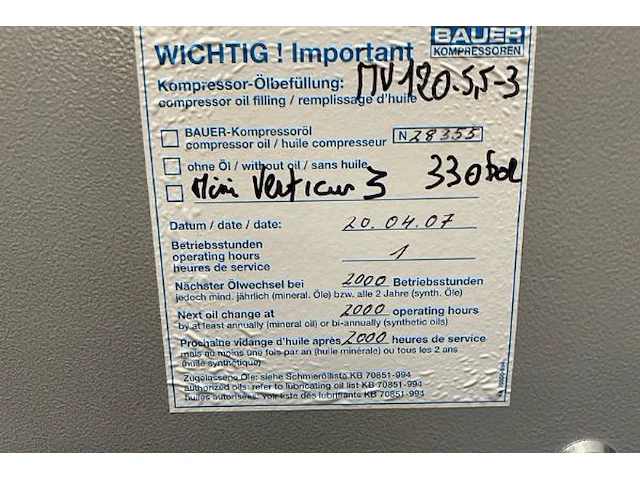 WICHTIG ! Important
BAUER
KOMPRESSOREN
Kompressor-Ölbefüllung: MV120-5,5-3
compressor oil filling / remplissage d'huile
BAUER-Kompressoröl
compressor oil / huile compresseur
N 28355
ohne Öl / without oil / sans huile
Mini Verticus 3 330
Datum / date / date: 20.04.07
Betriebsstunden
operating hours 1
heures de service
Nächster Ölwechsel bei 2000 Betriebsstunden
jedoch mind. jährlich (mineral. Öle) bzw. alle 2 Jahre (synth. Öle)
Next oil change at 2000 operating hours
by at least annually (mineral oil) or bi-annually (synthetic oils)
Prochaine vidange d'huile après 2000 heures de service
mais au moins une fois par an (huile minérale) ou tous les 2 ans
(huile synthétique)
Zugelassene Öle: siehe Schmierölliste KB 70851-994
authorized oils: refer to lubricating oil list KB 70851-994
huiles autorisées: voir liste des lubrifiants KB 70851-994